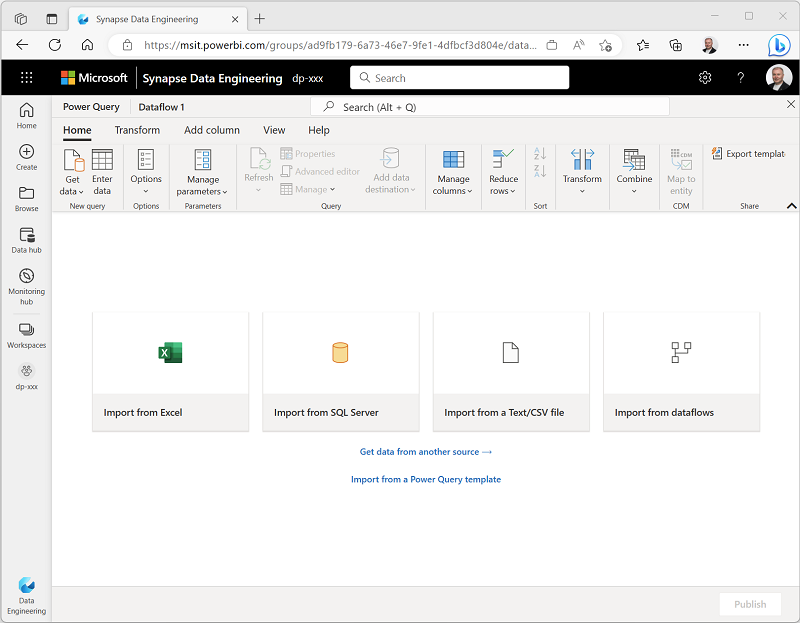 Synapse Data Engineering
https://msit.powerbi.com/groups/ad9fb179-6a73-46e7-9fe1-4dfbcf3d804e/data...
Microsoft Synapse Data Engineering dp-xxx Search
Power Query Dataflow 1 Search (Alt + Q)
Home Transform Add column View Help
Get data
Enter data
Options
Manage parameters
Refresh
Properties
Advanced editor
Manage
Add data destination
Manage columns
Reduce rows
Transform
Combine
CDM
Map to entity
Export templat
New query Options Parameters Query Sort CDM Share
Home
Create
Browse
Data hub
Monitoring
hub
Workspaces
dp-xxx
Import from Excel
Import from SQL Server
Import from a Text/CSV file
Import from dataflows
Get data from another source →
Import from a Power Query template
Data
Engineering
Publish